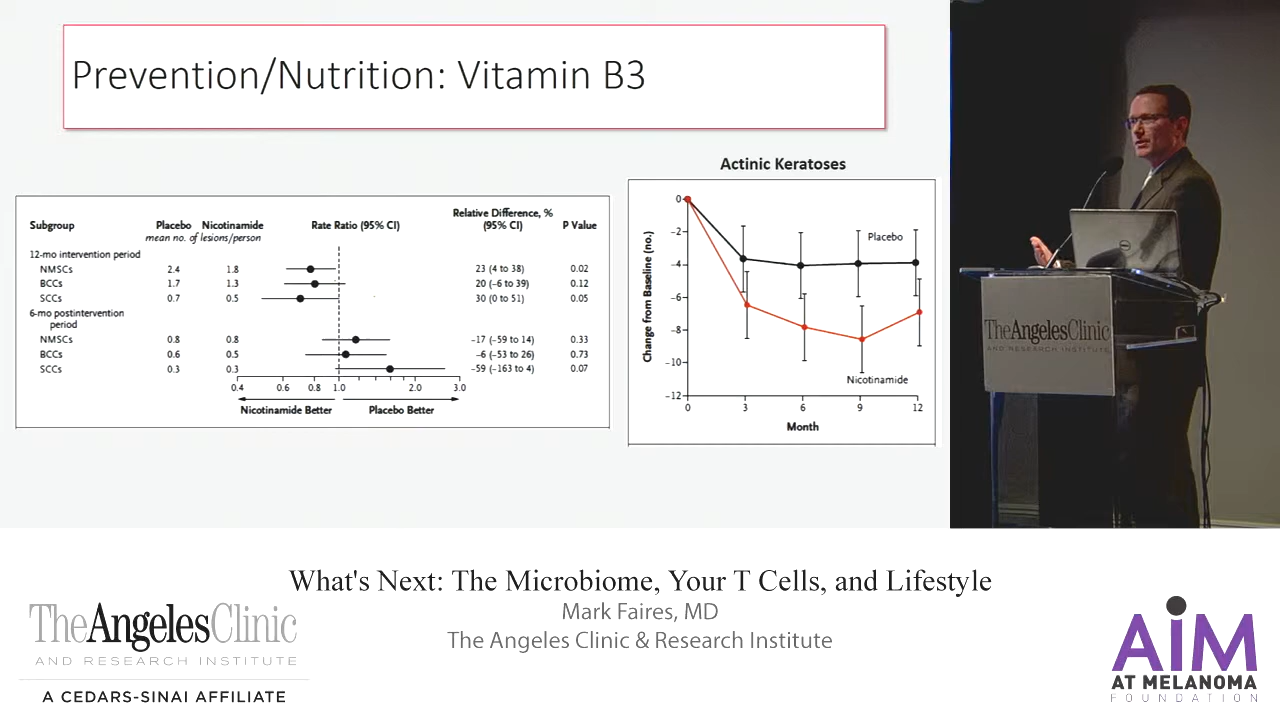 Prevention/Nutrition: Vitamin B3
Subgroup Placebo Nicotinamide Rate Ratio (95% CI) Relative Difference, % (95% CI) P Value
mean no. of lesions/person
12-mo intervention period
NMSCs 2.4 1.8 23 (4 to 38) 0.02
BCCs 1.7 1.3 20 (−6 to 39) 0.12
SCCs 0.7 0.5 30 (0 to 51) 0.05
6-mo postintervention
period
NMSCs 0.8 0.8 −17 (−59 to 14) 0.33
BCCs 0.6 0.5 −6 (−53 to 26) 0.73
SCCs 0.3 0.3 −59 (−163 to 4) 0.07
0.4 0.6 0.8 1.0 2.0 3.0
Nicotinamide Better Placebo Better
Actinic Keratoses
Change from Baseline (no.)
0
−2
−4
−6
−8
−10
−12
Placebo
Nicotinamide
0 3 6 9 12
Month
DELL
TheAngelesClinic
AND RESEARCH INSTITUTE
What's Next: The Microbiome, Your T Cells, and Lifestyle
Mark Faires, MD
The Angeles Clinic & Research Institute
TheAngelesClinic
AND RESEARCH INSTITUTE
A CEDARS-SINAI AFFILIATE
AiM
AT MELANOMA
FOUNDATION